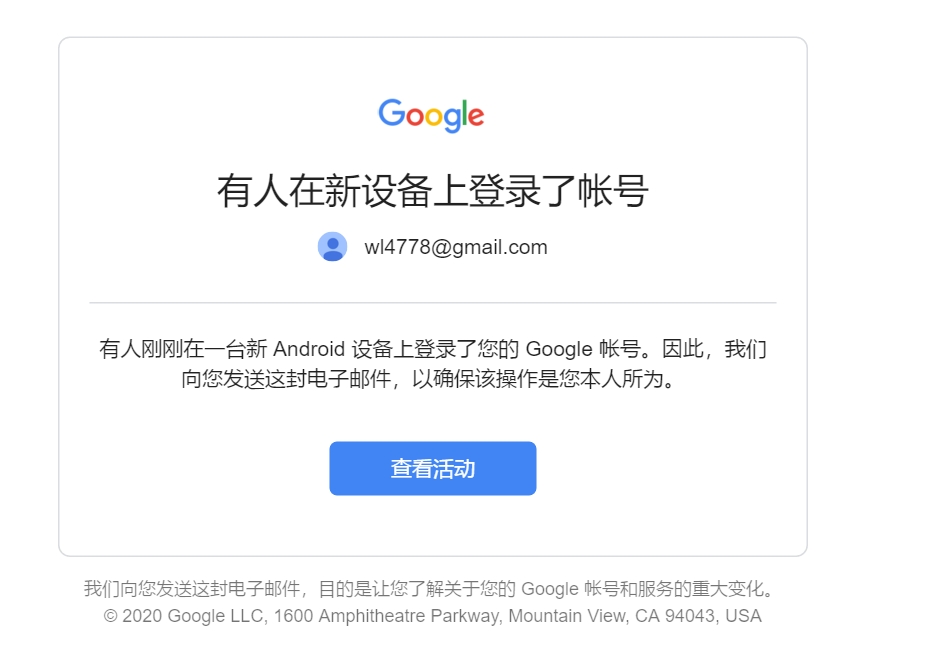 Google
有人在新设备上登录了帐号
wl4778@gmail.com
有人刚刚在一台新 Android 设备上登录了您的 Google 帐号。因此，我们
向您发送这封电子邮件，以确保该操作是您本人所为。
查看活动
我们向您发送这封电子邮件，目的是让您了解关于您的 Google 帐号和服务的重大变化。
© 2020 Google LLC, 1600 Amphitheatre Parkway, Mountain View, CA 94043, USA